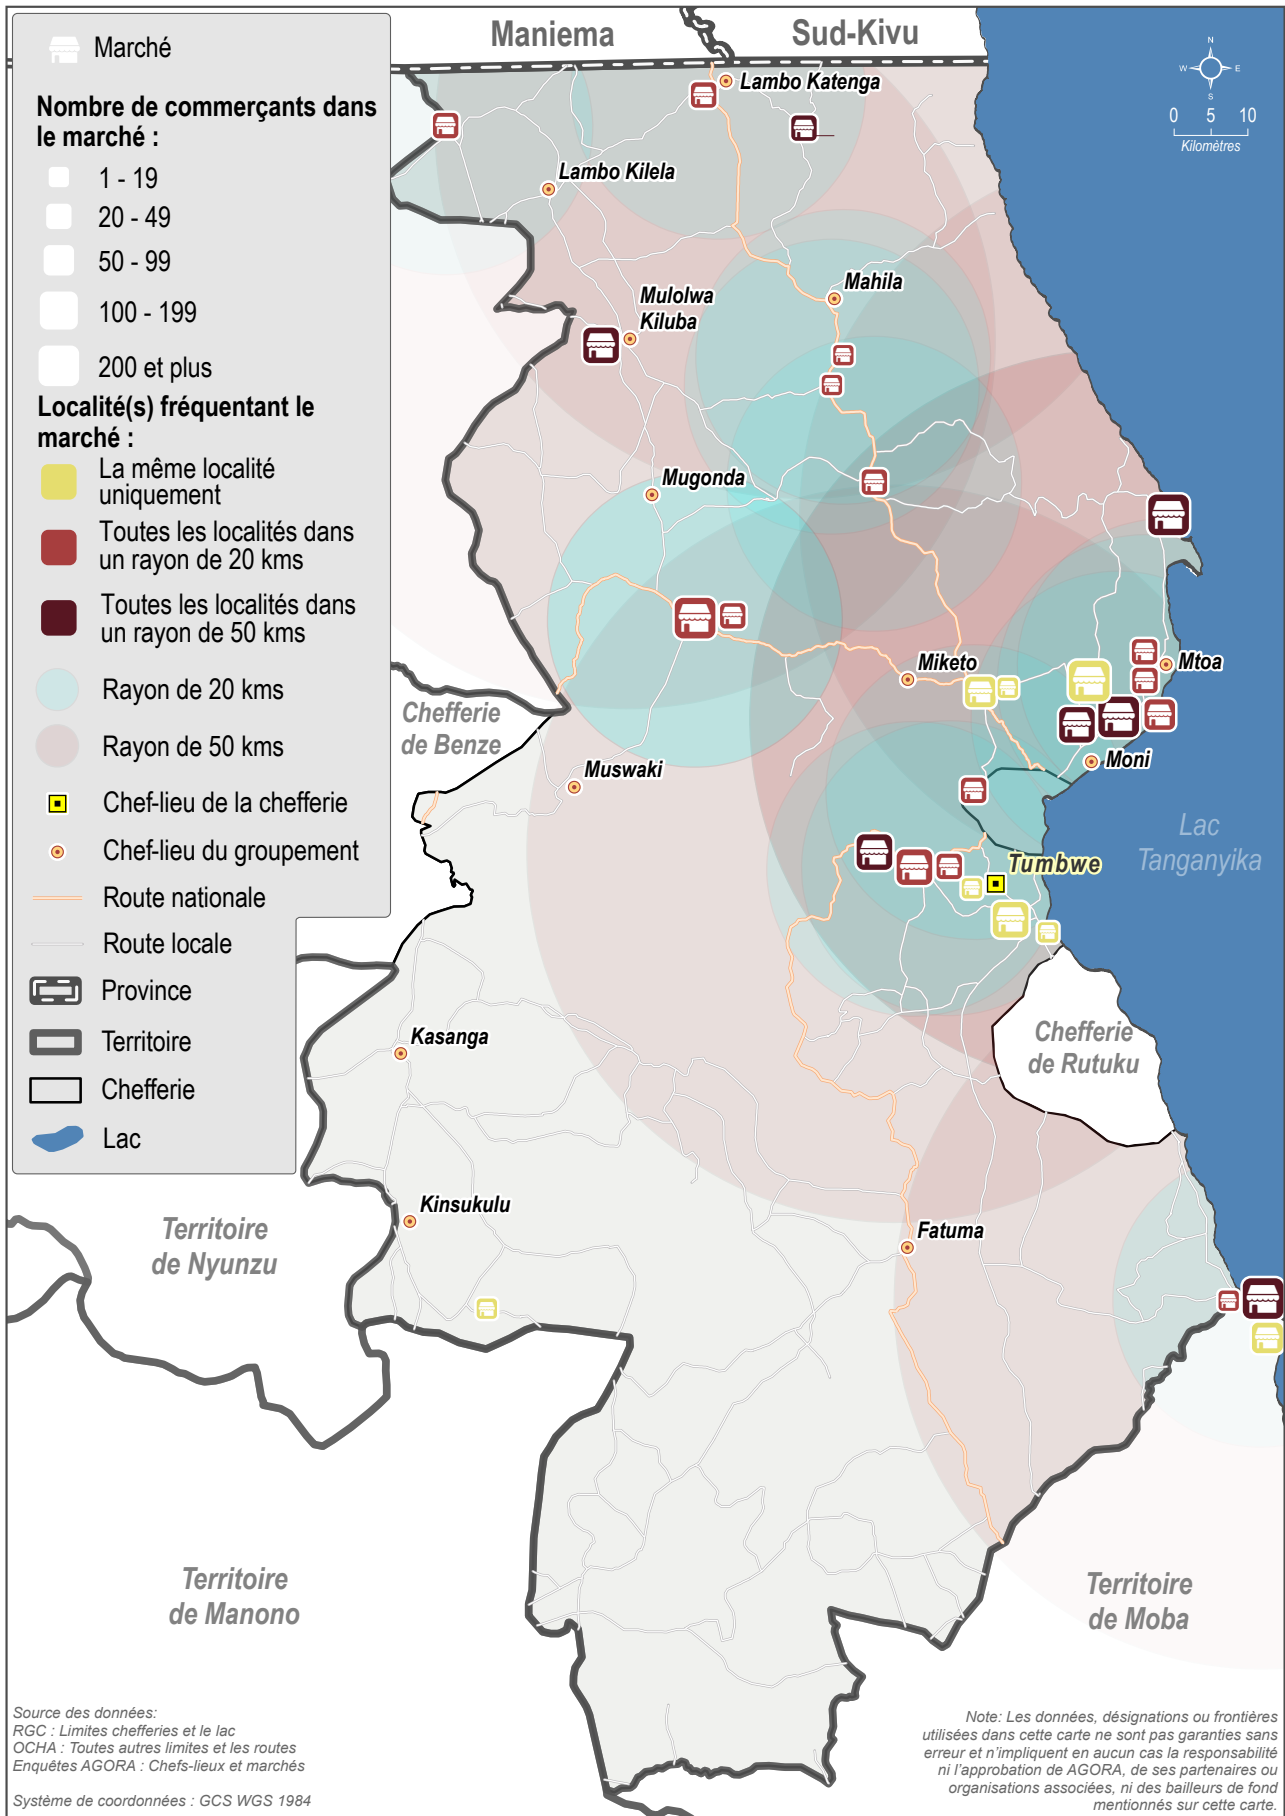 Maniema
Sud-Kivu
Marché
Nombre de commerçants dans
le marché :
1 - 19
20 - 49
50 - 99
100 - 199
200 et plus
Localité(s) fréquentant le
marché :
La même localité
uniquement
Toutes les localités dans
un rayon de 20 kms
Toutes les localités dans
un rayon de 50 kms
Rayon de 20 kms
Rayon de 50 kms
Chef-lieu de la chefferie
Chef-lieu du groupement
Route nationale
Route locale
Province
Territoire
Chefferie
Lac
N
W
E
S
0 5 10
Kilomètres
Lambo Katenga
Lambo Kilela
Mahila
Mulolwa
Kiluba
Mugonda
Miketo
Mtoa
Moni
Chefferie
de Benze
Muswaki
Lac
Tanganyika
Tumbwe
Chefferie
de Rutuku
Kasanga
Kinsukulu
Fatuma
Territoire
de Nyunzu
Territoire
de Manono
Territoire
de Moba
Source des données:
RGC : Limites chefferies et le lac
OCHA : Toutes autres limites et les routes
Enquêtes AGORA : Chefs-lieux et marchés
Système de coordonnées : GCS WGS 1984
Note: Les données, désignations ou frontières
utilisées dans cette carte ne sont pas garanties sans
erreur et n'impliquent en aucun cas la responsabilité
ni l'approbation de AGORA, de ses partenaires ou
organisations associées, ni des bailleurs de fond
mentionnés sur cette carte.